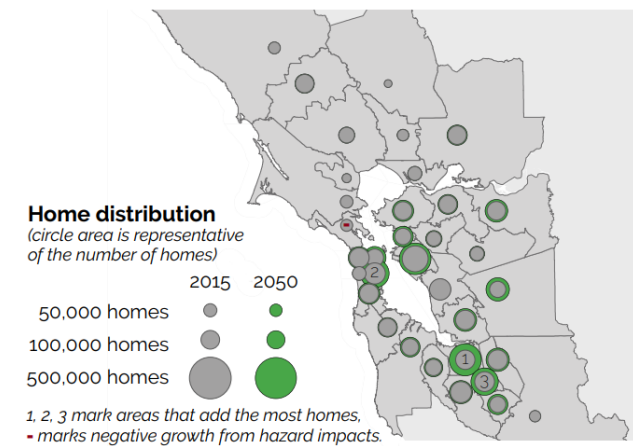 Home distribution
(circle area is representative
of the number of homes)
2015 2050
50,000 homes
100,000 homes
500,000 homes
1, 2, 3 mark areas that add the most homes,
- marks negative growth from hazard impacts.
2
1
3